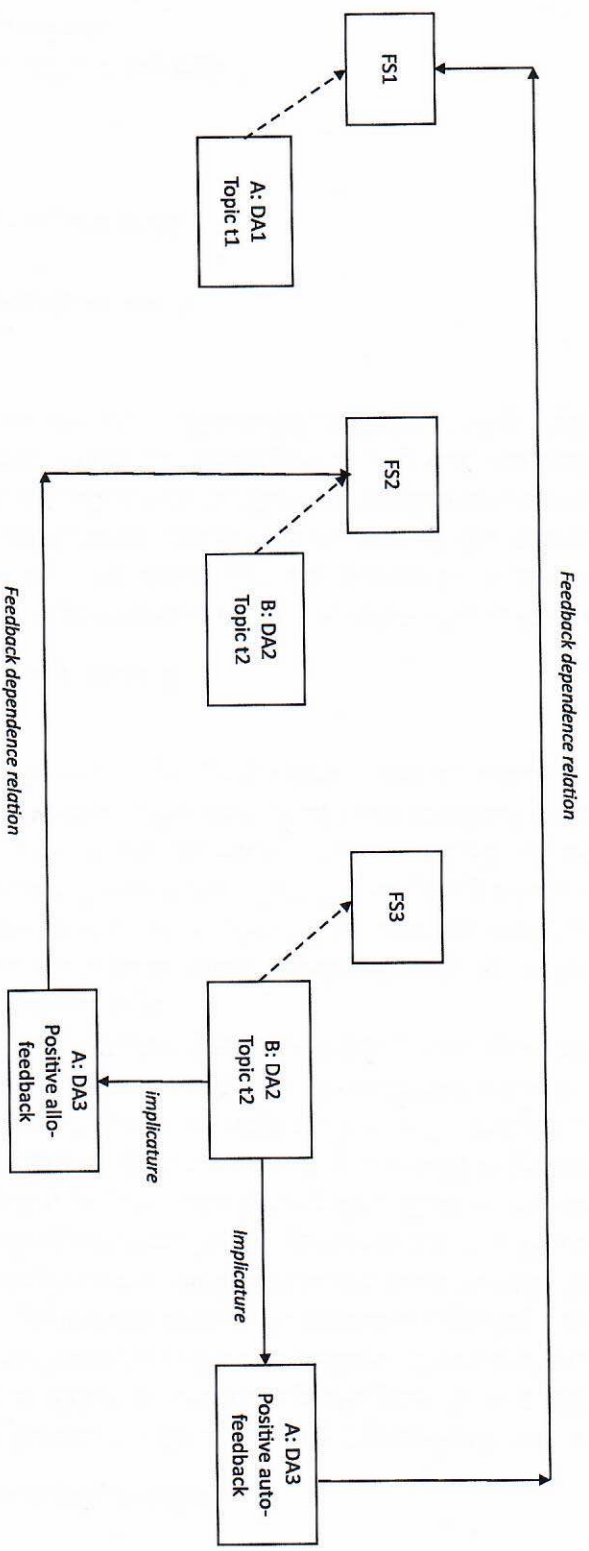 Feedback dependence relation
FS1
FS2
FS3
A: DA1
Topic t1
B: DA2
Topic t2
B: DA2
Topic t2
Implicature
A: DA3
Positive auto-
feedback
implicature
A: DA3
Positive allo-
feedback
Feedback dependence relation